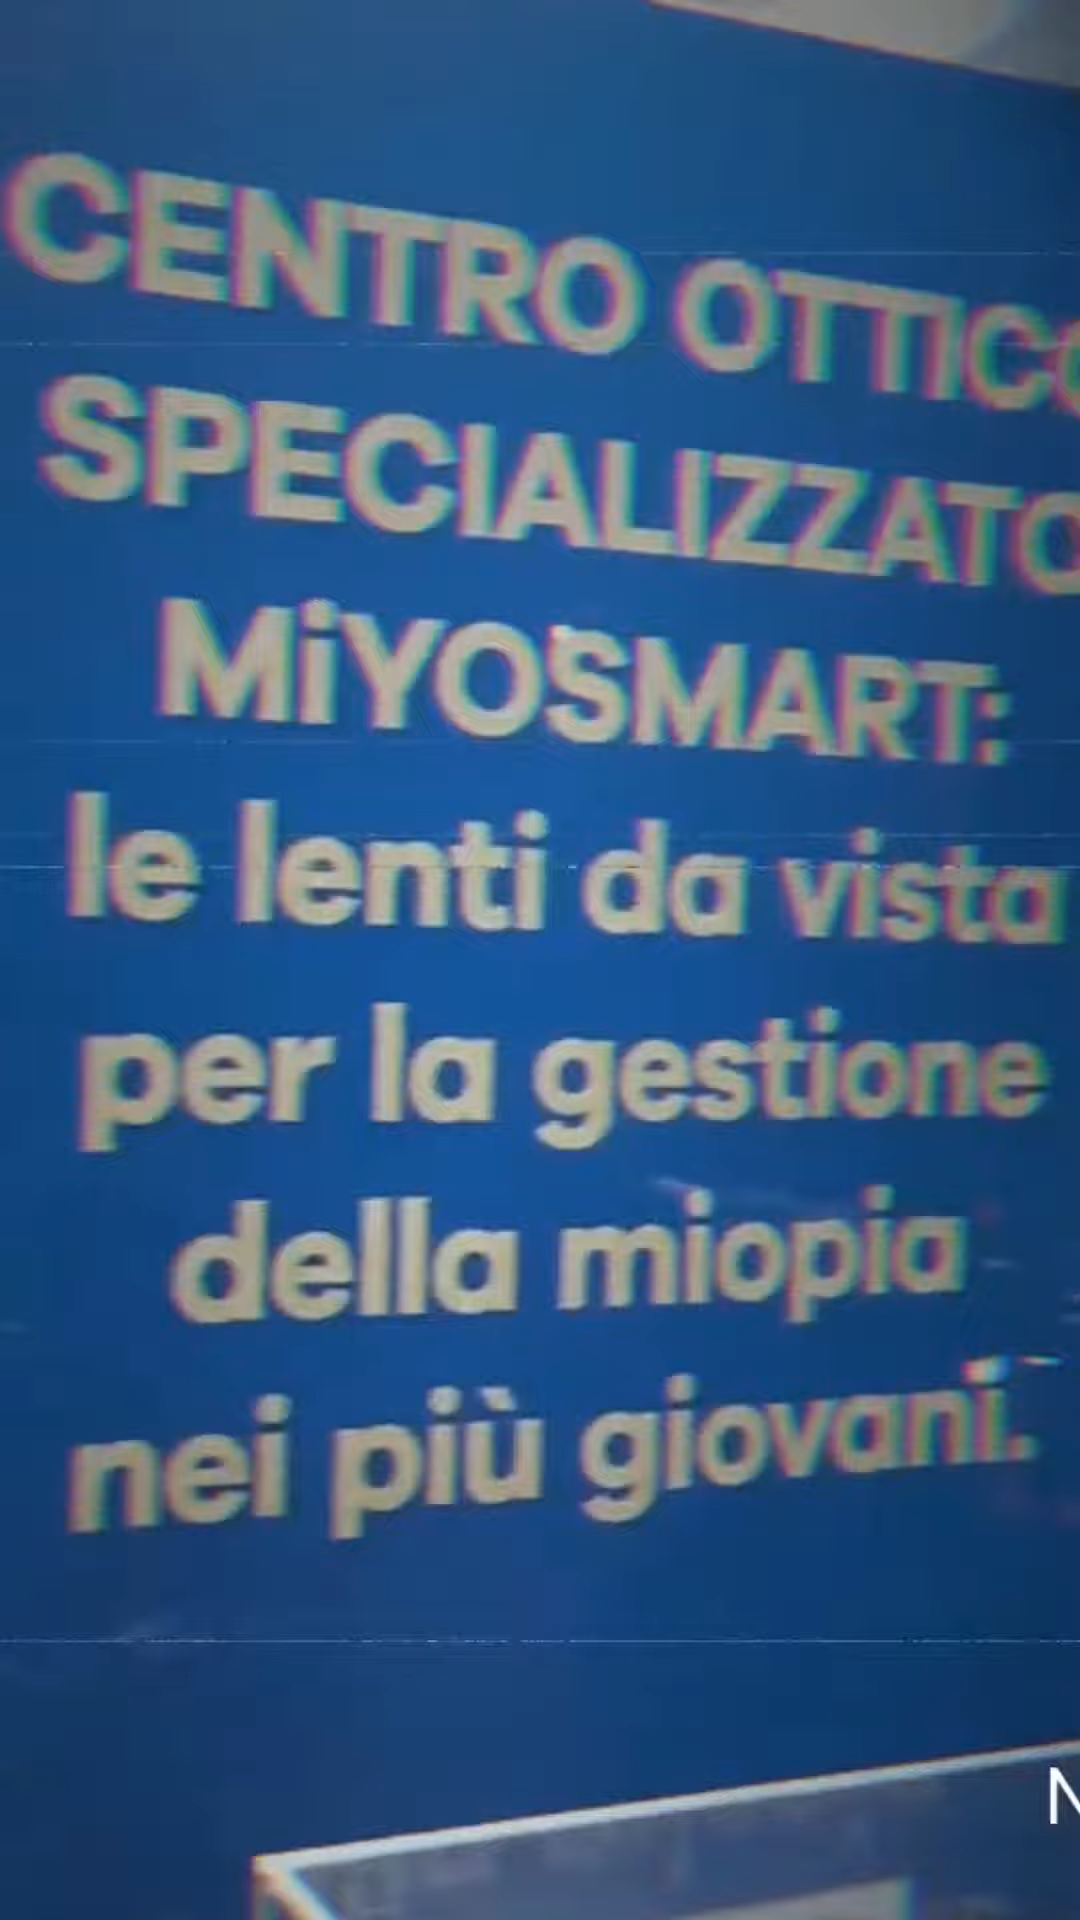 CENTRO OTTICO
SPECIALIZZATO
MiYOSMART:
le lenti da vista
per la gestione
della miopia
nei più giovani.
N